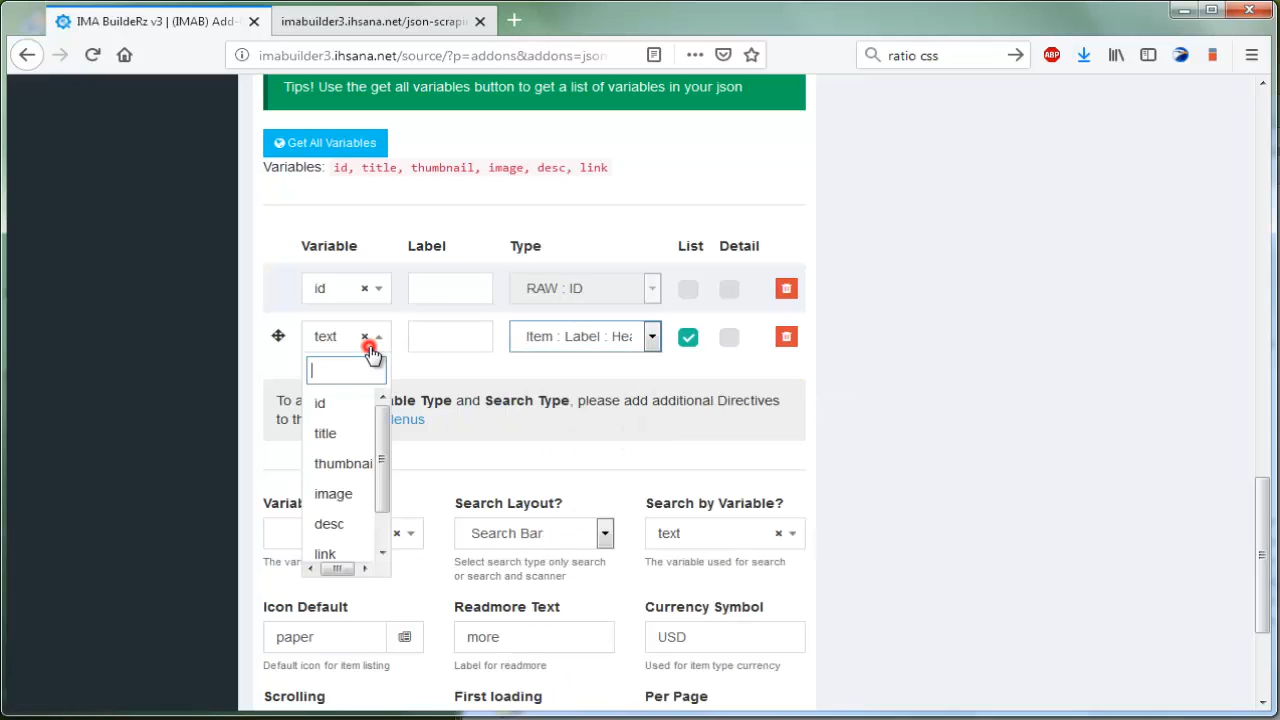 IMA BuildeRz v3 | (IMAB) Add-
imabuilder3.ihsana.net/json-scrapi
imabuilder3.ihsana.net/source/?p=addons&addons=json
ratio css
ABP
Tips! Use the get all variables button to get a list of variables in your json
Get All Variables
Variables: id, title, thumbnail, image, desc, link
Variable Label Type List Detail
id RAW : ID
text Item : Label : Hea
To a ble Type and Search Type, please add additional Directives
to th lenus
id
title
thumbnai
image
desc
link
Variab Search Layout? Search by Variable?
Search Bar text
The var Select search type only search The variable used for search
or search and scanner
Icon Default Readmore Text Currency Symbol
paper more USD
Default icon for item listing Label for readmore Used for item type currency
Scrolling First loading Per Page